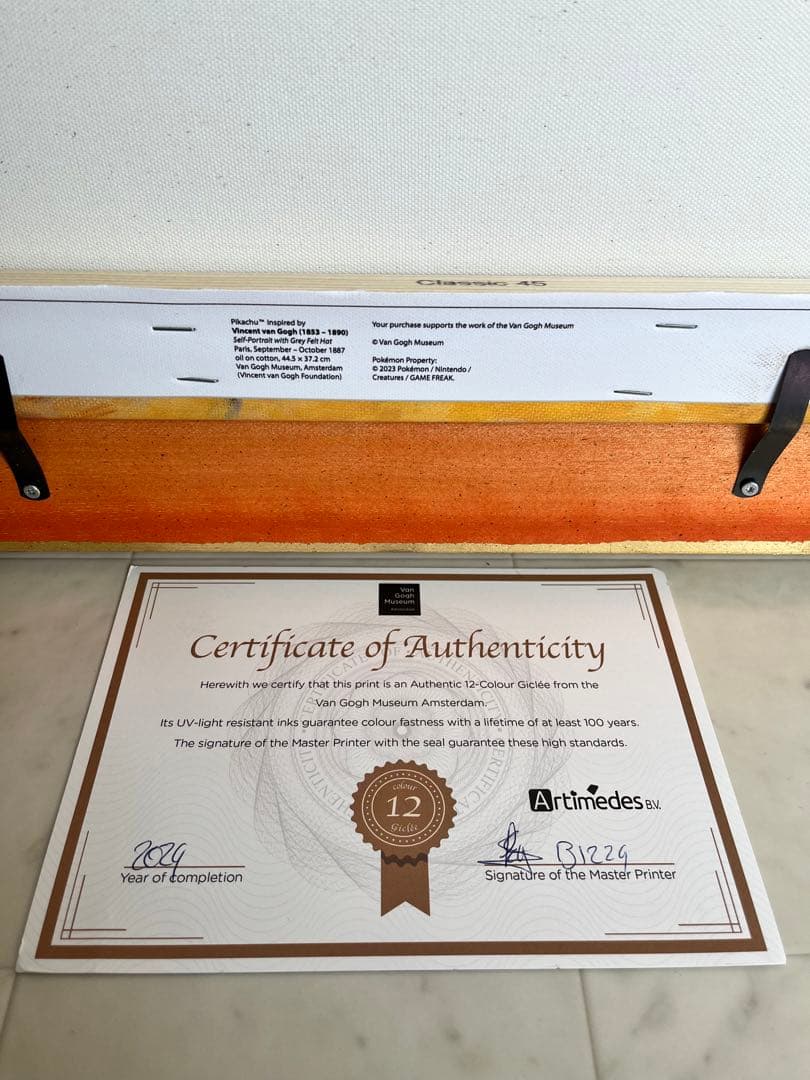 Classic 45
Pikachu™ inspired by
Vincent van Gogh (1853 – 1890)
Self-Portrait with Grey Felt Hat
Paris, September – October 1887
oil on cotton, 44.5 × 37.2 cm
Van Gogh Museum, Amsterdam
(Vincent van Gogh Foundation)
Your purchase supports the work of the Van Gogh Museum
© Van Gogh Museum
Pokémon Property:
© 2023 Pokémon / Nintendo /
Creatures / GAME FREAK.
Van
Gogh
Museum
Amsterdam
Certificate of Authenticity
Herewith we certify that this print is an Authentic 12-Colour Giclée from the
Van Gogh Museum Amsterdam.
Its UV-light resistant inks guarantee colour fastness with a lifetime of at least 100 years.
The signature of the Master Printer with the seal guarantee these high standards.
colour
12
Giclée
Artimedes B.V.
2024
Year of completion
B1229
Signature of the Master Printer